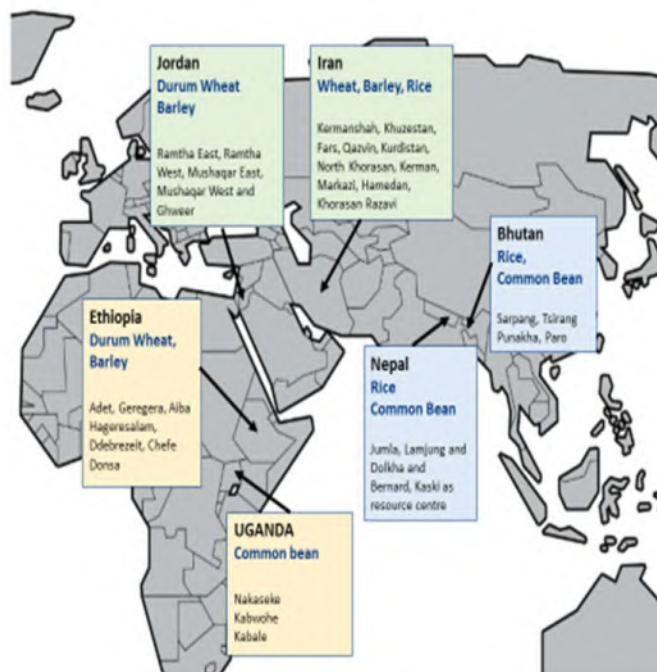 Jordan
Durum Wheat
Barley
Ramtha East, Ramtha
West, Mushaqar East,
Mushaqar West and
Ghweer
Iran
Wheat, Barley, Rice
Kermanshah, Khuzestan,
Fars, Qazvin, Kurdistan,
North Khorasan, Kerman,
Markazi, Hamedan,
Khorasan Razavi
Bhutan
Rice,
Common Bean
Sarpang, Tsirang
Punakha, Paro
Ethiopia
Durum Wheat,
Barley
Adet, Geregera, Aiba
Hageresalam,
Ddebrezeit, Chefe
Donsa
Nepal
Rice
Common Bean
Jumla, Lamjung and
Dolkha and
Bernard, Kaski as
resource centre
UGANDA
Common bean
Nakaseke
Kabwohe
Kabale